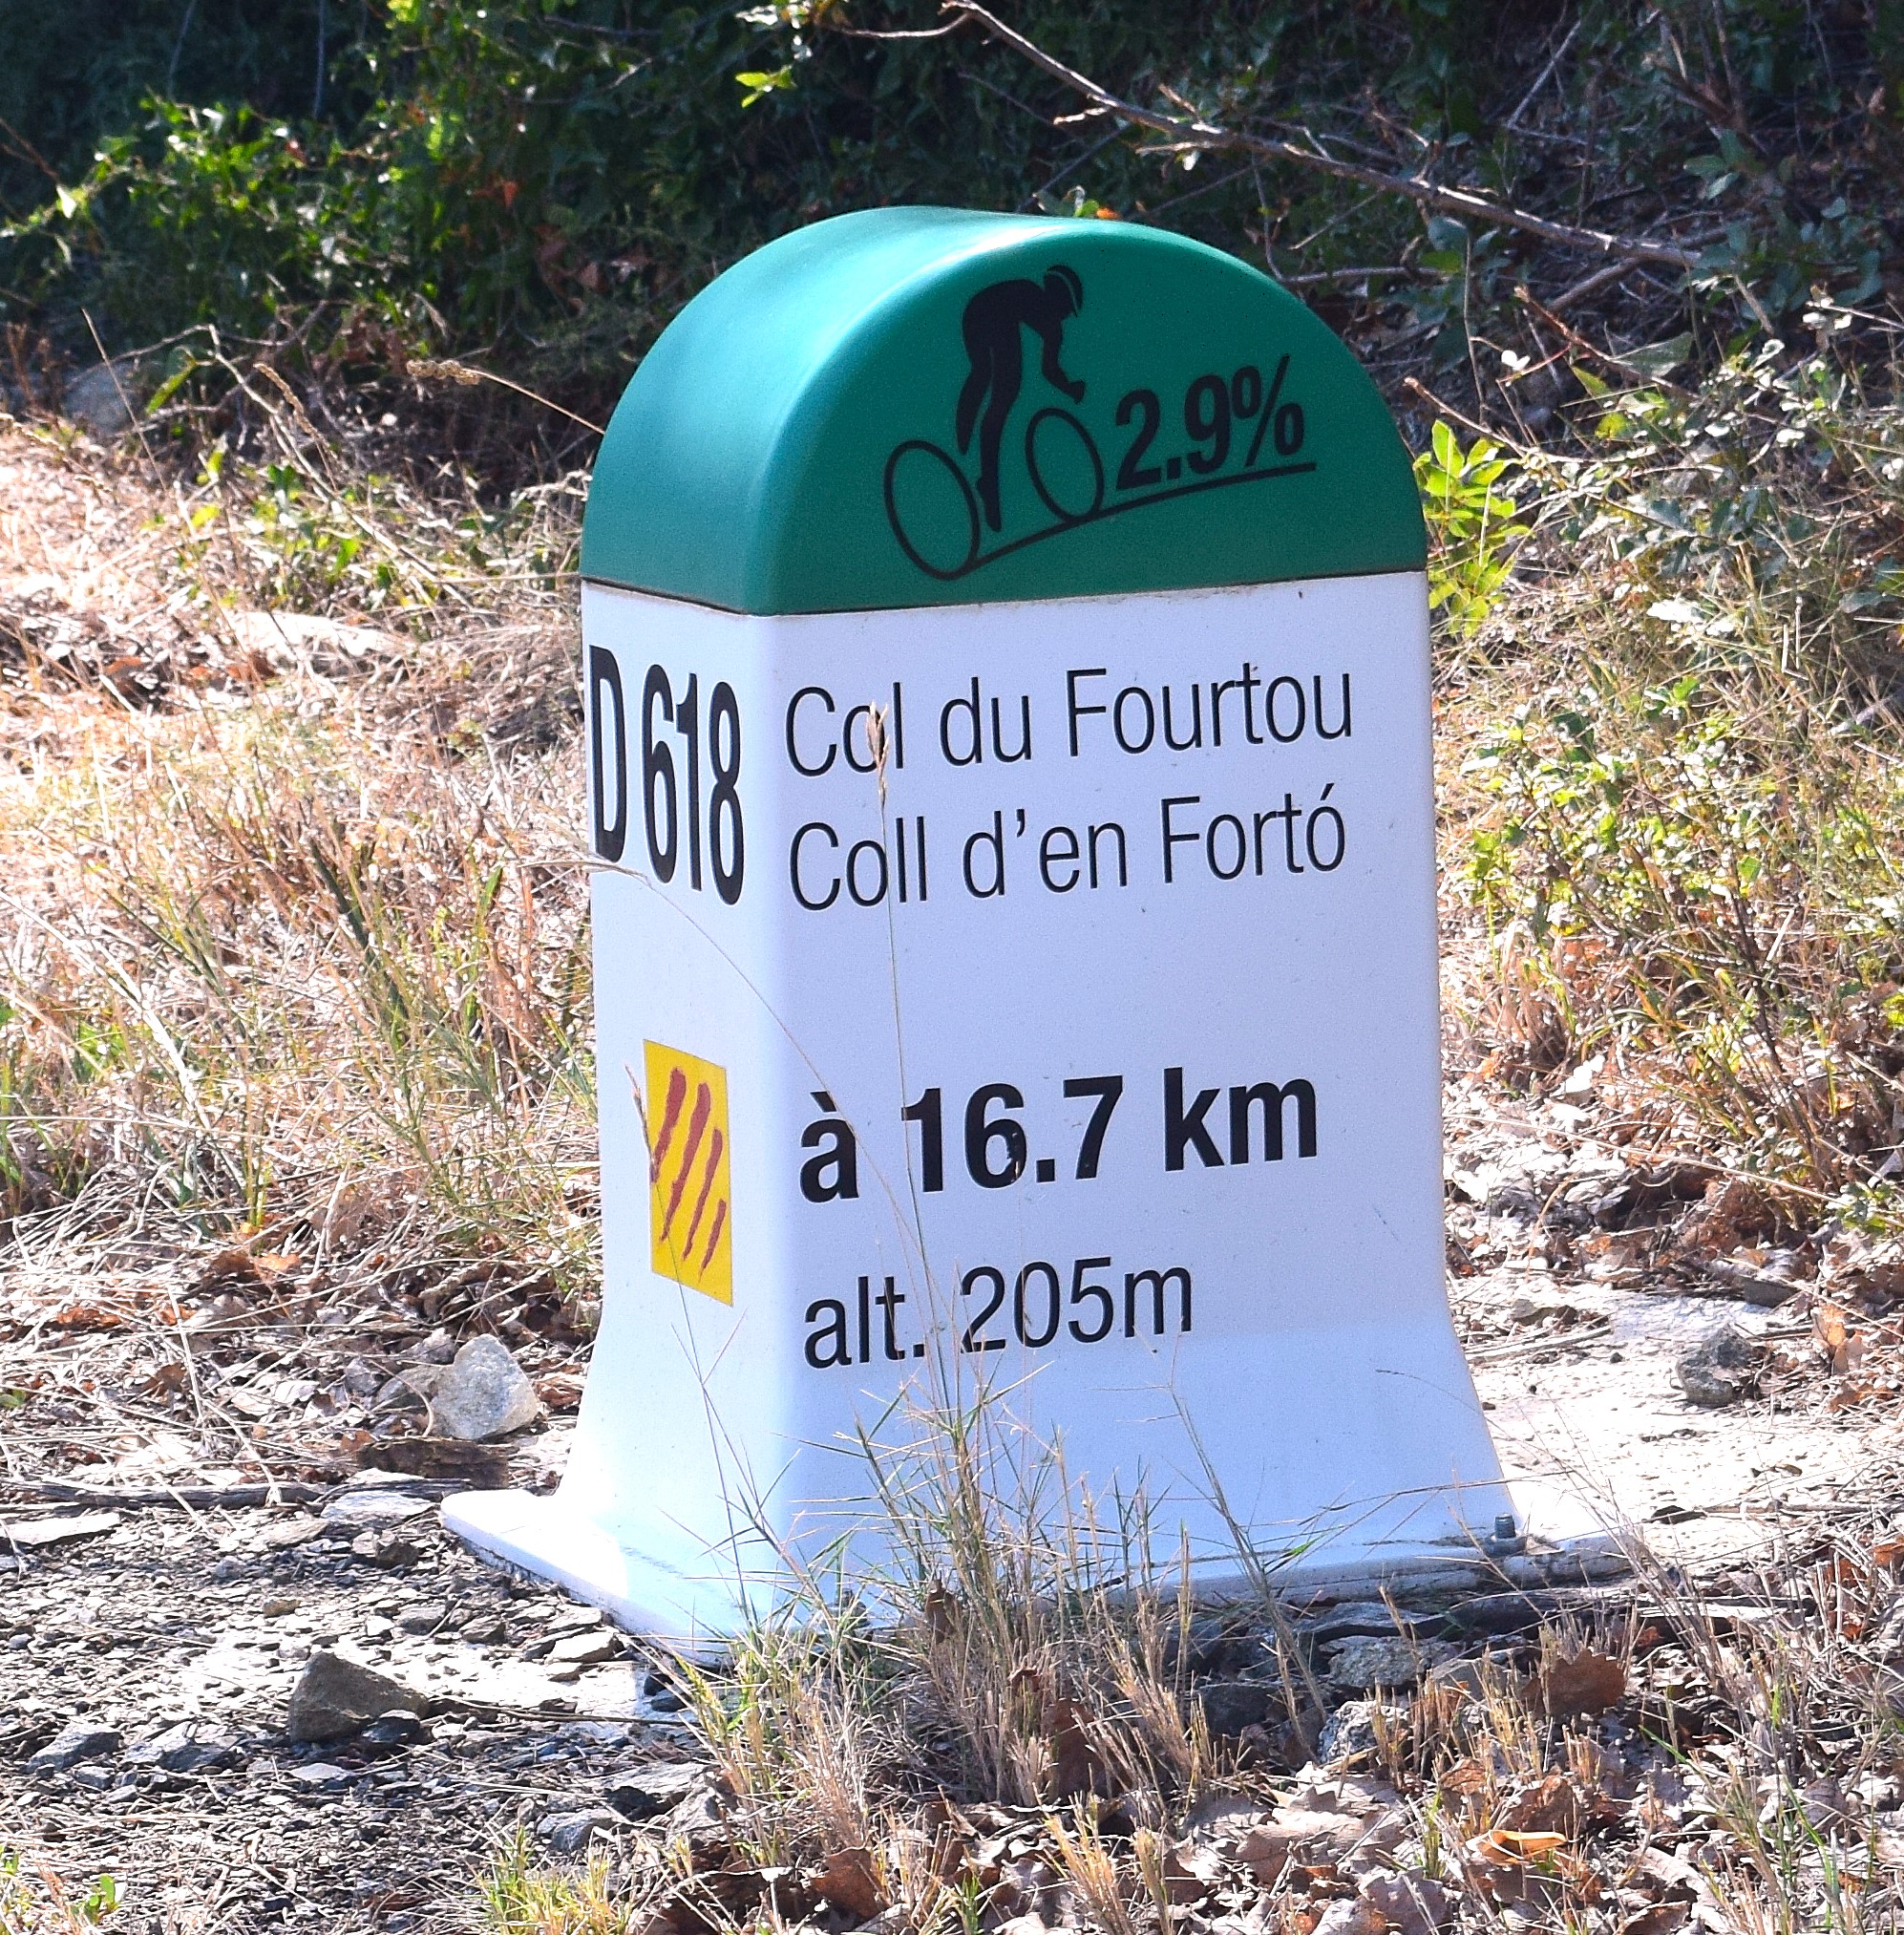 2.9%
D 618
Col du Fourtou
Coll d'en Fortó
à 16.7 km
alt. 205m